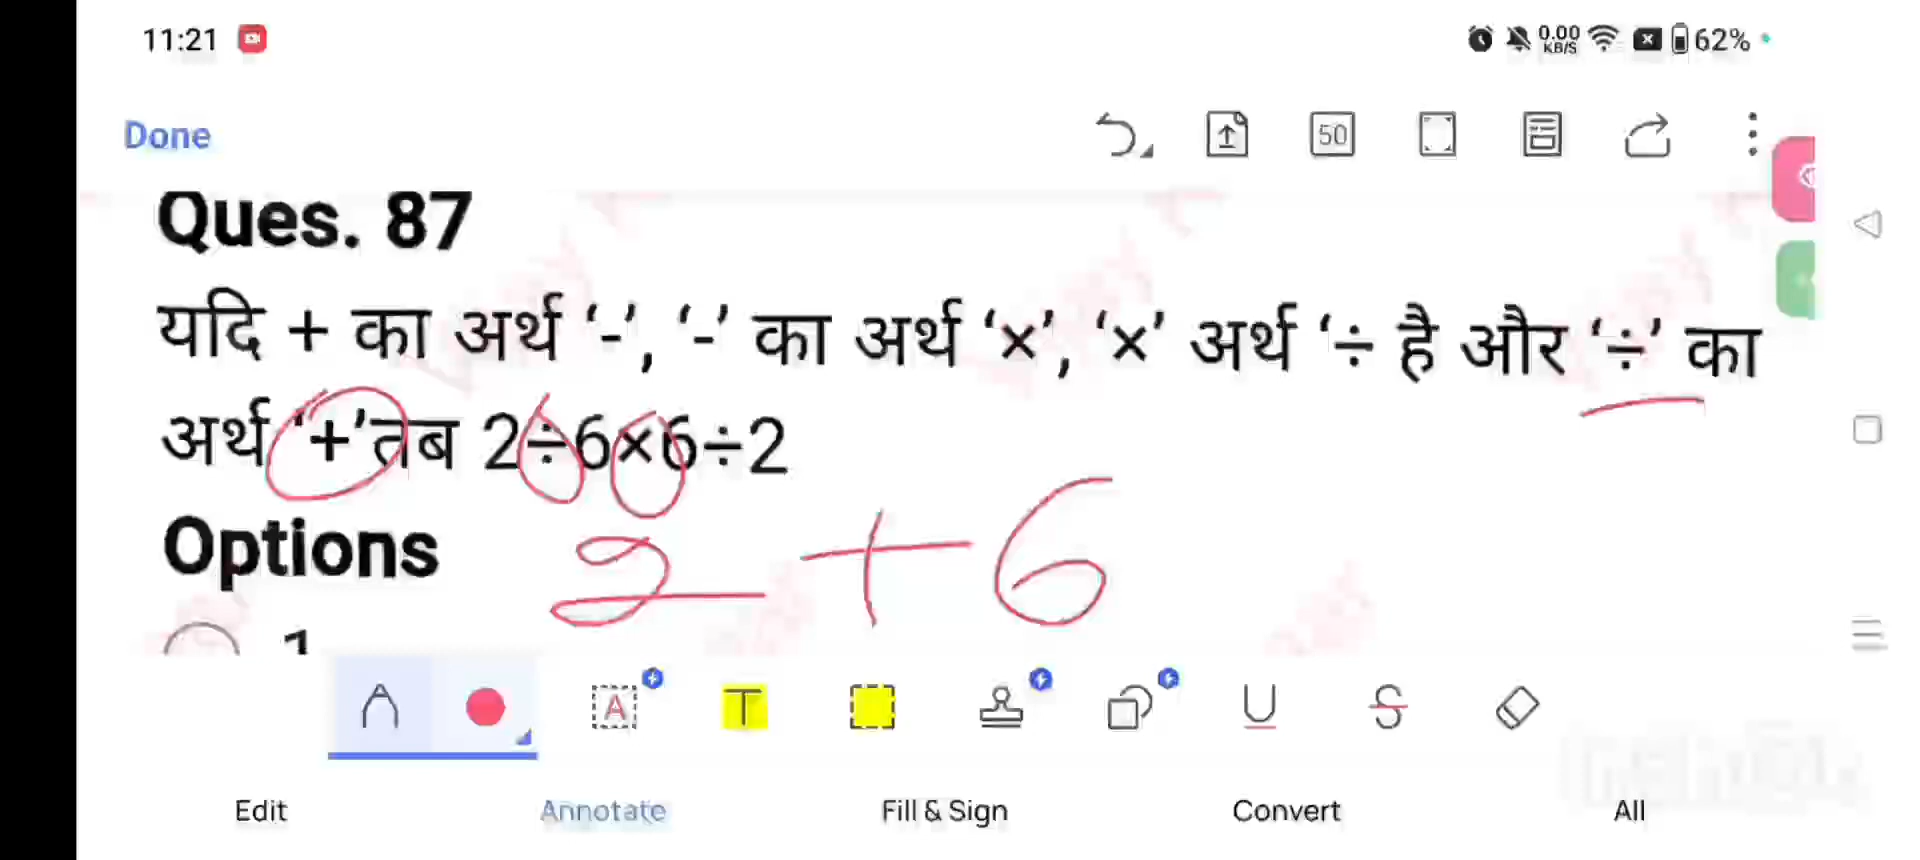 11:21 0.00 KB/S 62%
Done 50
Ques. 87
यदि + का अर्थ ‘-’, ‘-’ का अर्थ ‘×’, ‘×’ अर्थ ‘÷ है और ‘÷’ का
अर्थ ‘+’तब 2÷6×6÷2
2 + 6
Options
1
A T U S
Edit Annotate Fill & Sign Convert All